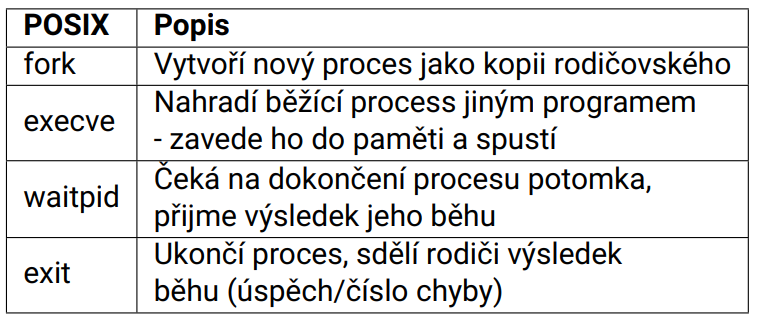 POSIX Popis
fork Vytvoří nový proces jako kopii rodičovského
execve Nahradí běžící process jiným programem
- zavede ho do paměti a spustí
waitpid Čeká na dokončení procesu potomka,
přijme výsledek jeho běhu
exit Ukončí proces, sdělí rodiči výsledek
běhu (úspěch/číslo chyby)